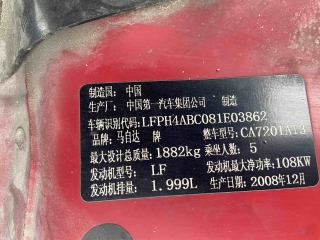 制造国：中国
生产厂：中国第一汽车集团公司 制造
车辆识别代码：LFPH4ABC081E03862
品牌：马自达 牌 整车型号：CA7201AT3
最大设计总质量：1882kg 乘坐人数：5
发动机型号：LF 发动机最大净功率：108KW
发动机排量：1.999L 生产日期：2008年12月